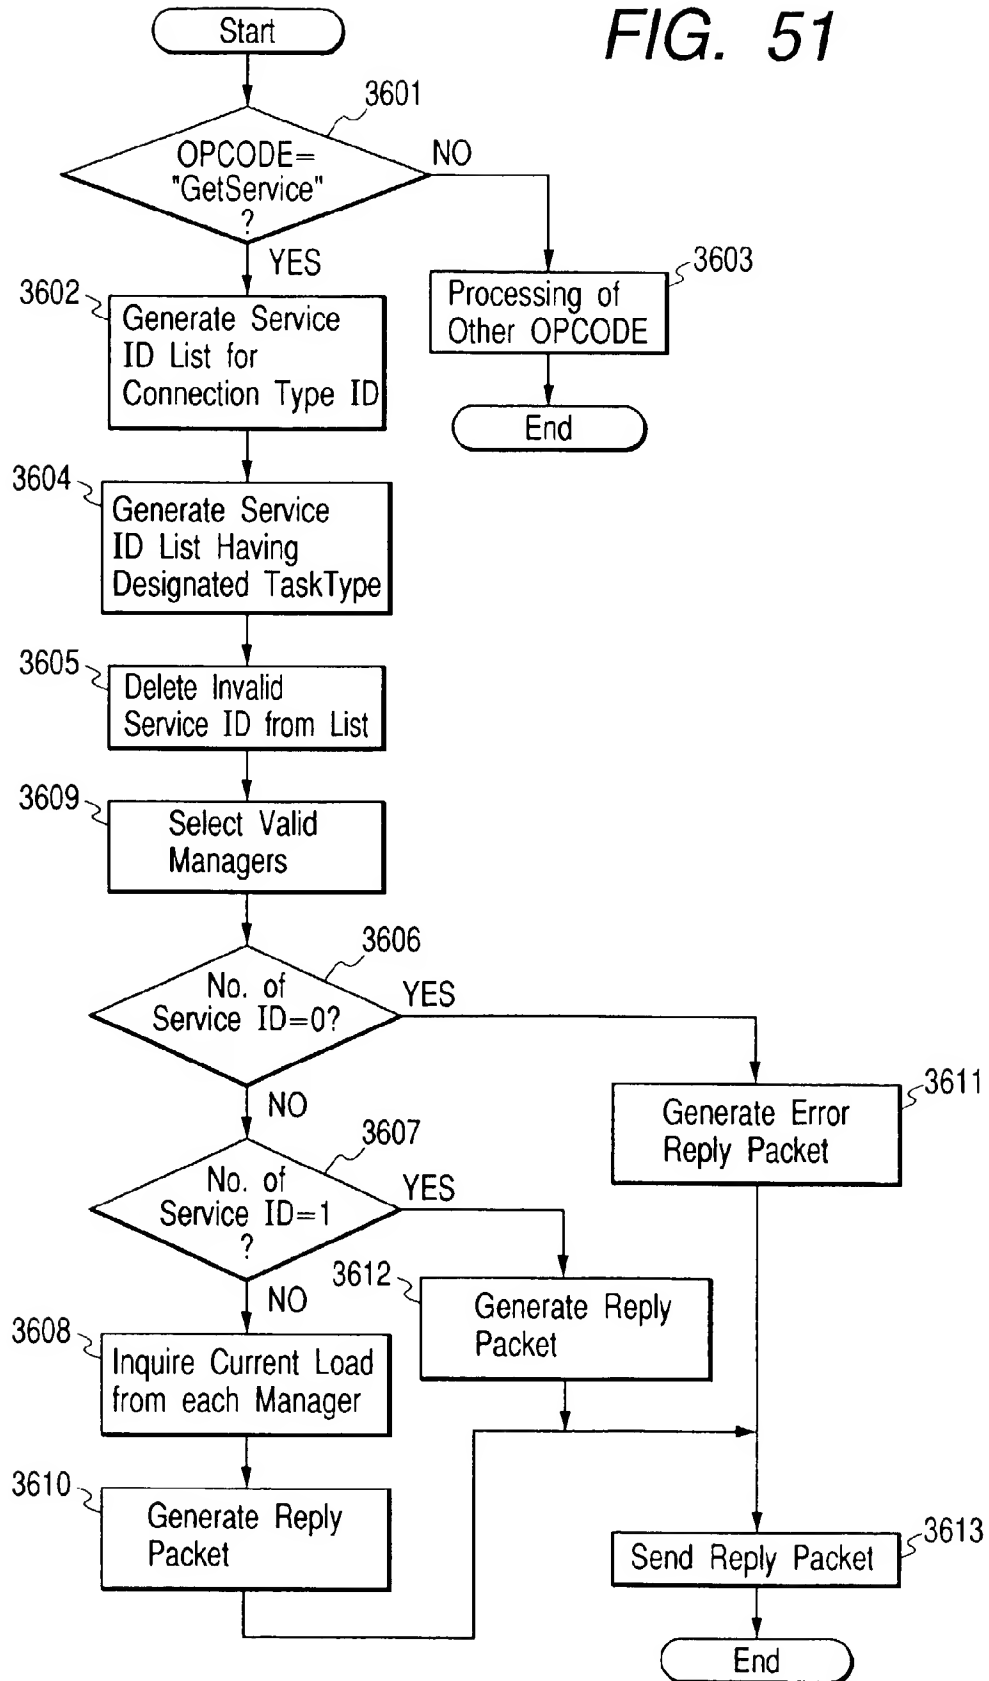 FIG. 51
Start
3601
OPCODE=
"GetService"
?
NO
YES
3602
Generate Service
ID List for
Connection Type ID
3603
Processing of
Other OPCODE
End
3604
Generate Service
ID List Having
Designated TaskType
3605
Delete Invalid
Service ID from List
3609
Select Valid
Managers
3606
No. of
Service ID=0?
YES
NO
3611
Generate Error
Reply Packet
3607
No. of
Service ID=1
?
YES
NO
3612
Generate Reply
Packet
3608
Inquire Current Load
from each Manager
3610
Generate Reply
Packet
3613
Send Reply Packet
End